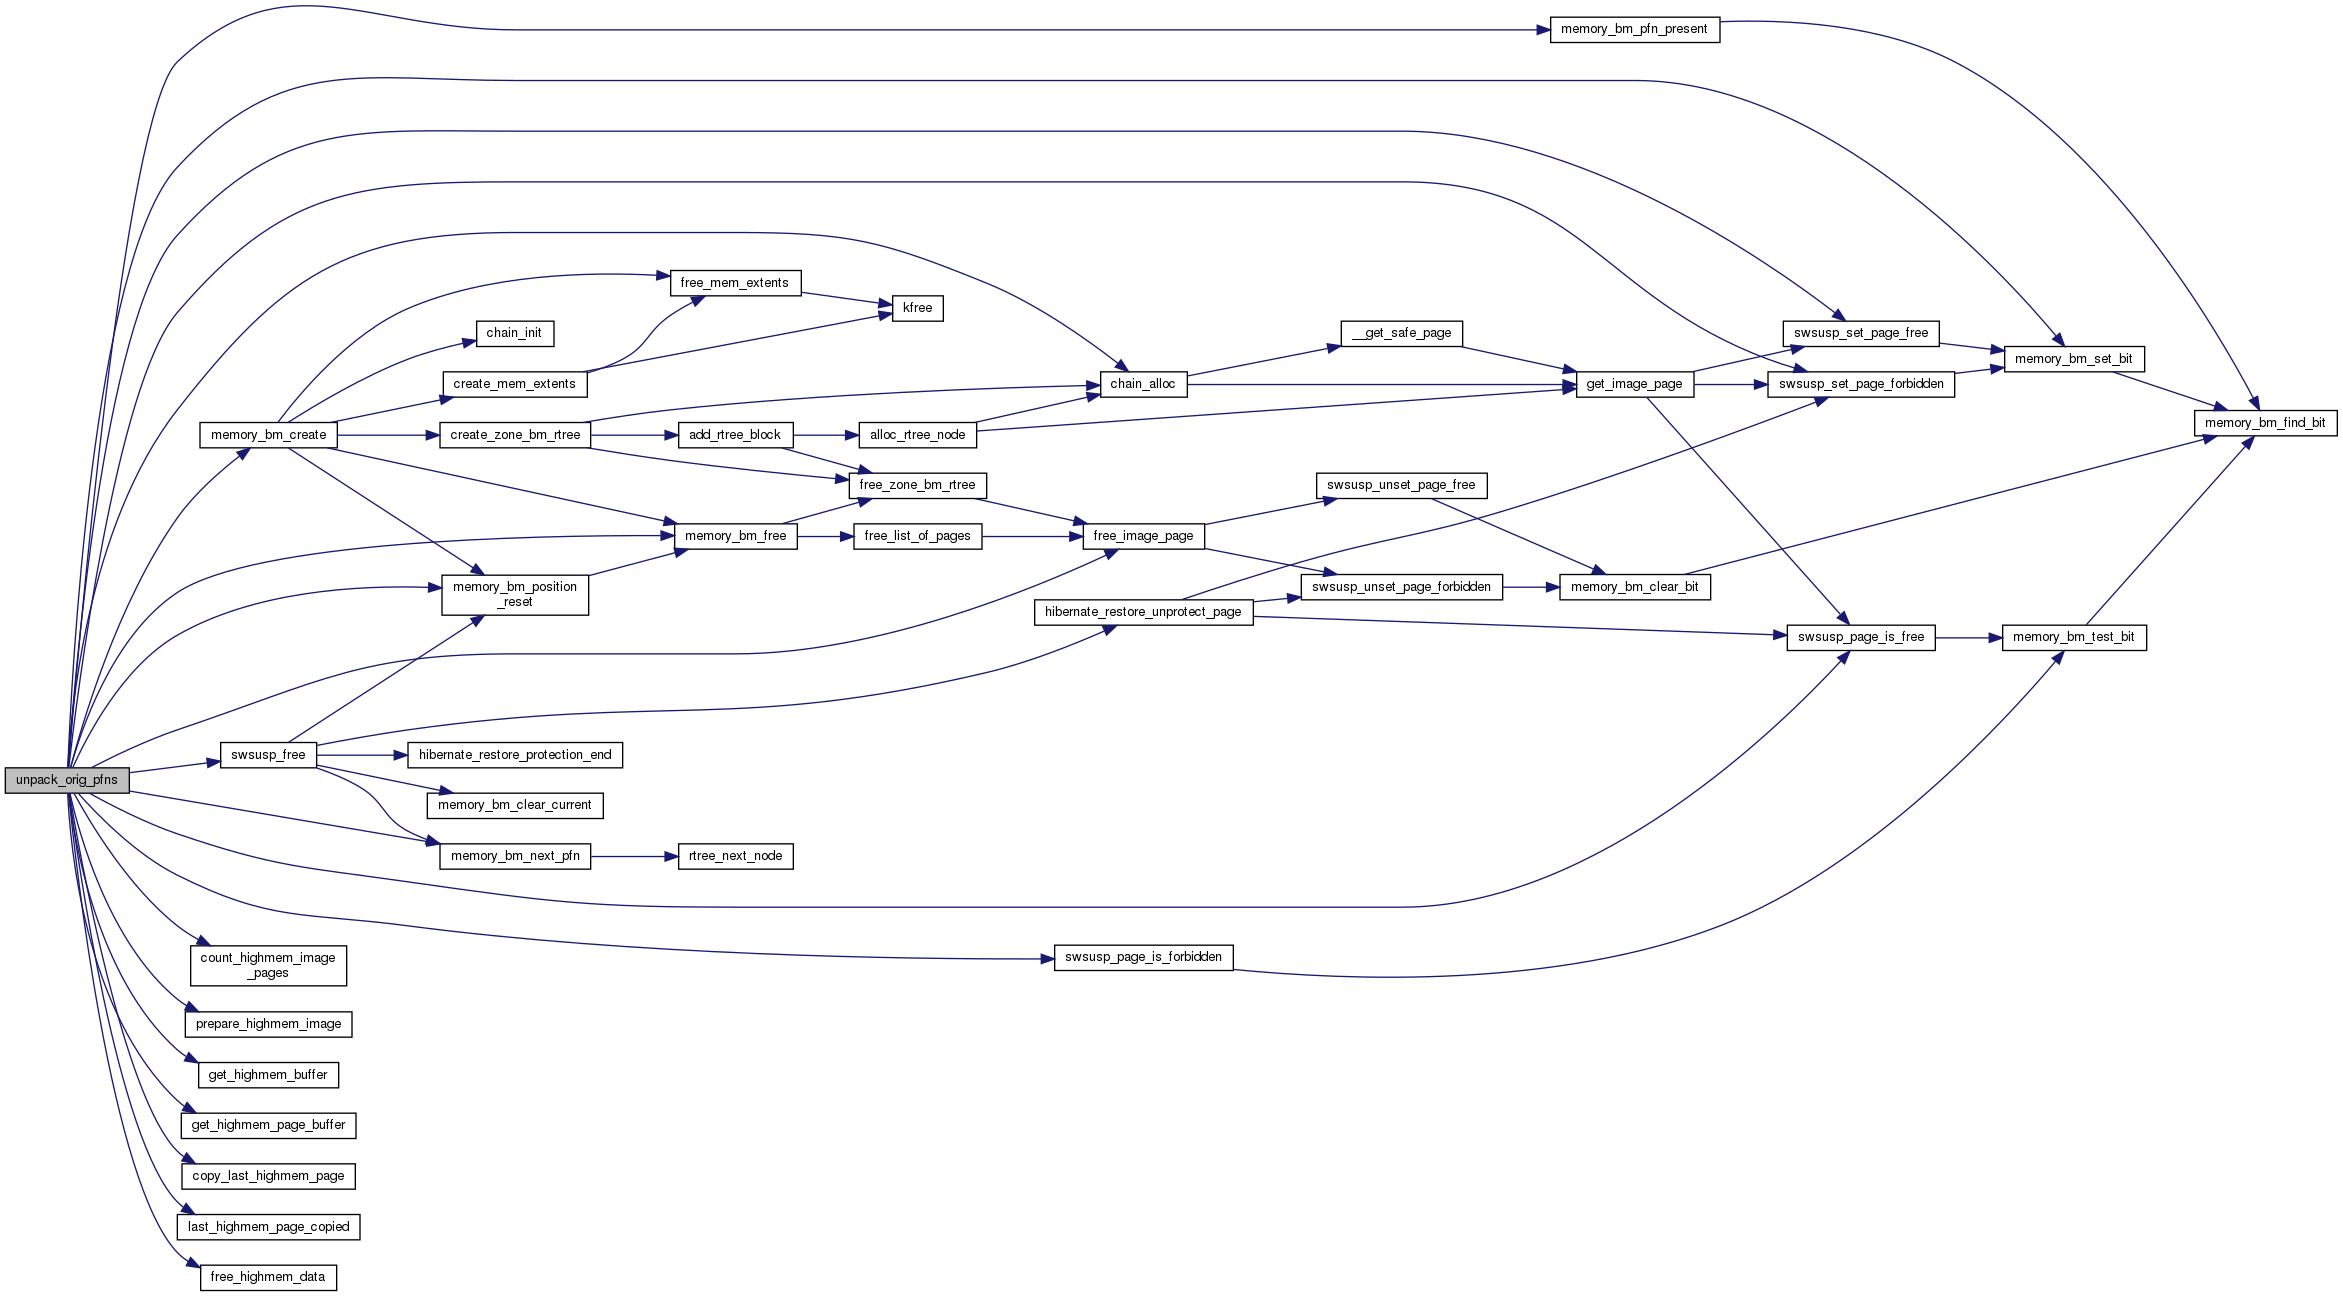 memory_bm_pfn_present
free_mem_extents
kfree
chain_init
__get_safe_page
swsusp_set_page_free
memory_bm_set_bit
create_mem_extents
chain_alloc
get_image_page
swsusp_set_page_forbidden
memory_bm_create
create_zone_bm_rtree
add_rtree_block
alloc_rtree_node
memory_bm_find_bit
free_zone_bm_rtree
swsusp_unset_page_free
memory_bm_free
free_list_of_pages
free_image_page
memory_bm_position
_reset
swsusp_unset_page_forbidden
memory_bm_clear_bit
hibernate_restore_unprotect_page
swsusp_page_is_free
memory_bm_test_bit
swsusp_free
hibernate_restore_protection_end
unpack_orig_pfns
memory_bm_clear_current
memory_bm_next_pfn
rtree_next_node
count_highmem_image
_pages
swsusp_page_is_forbidden
prepare_highmem_image
get_highmem_buffer
get_highmem_page_buffer
copy_last_highmem_page
last_highmem_page_copied
free_highmem_data